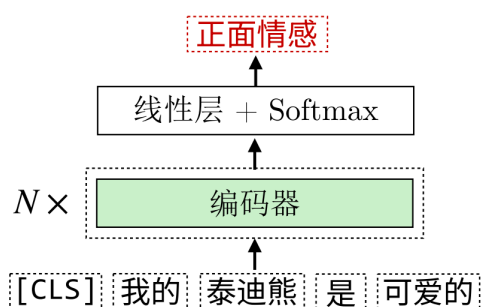 正面情感
线性层 + Softmax
N× 编码器
[CLS] 我的 泰迪熊 是 可爱的